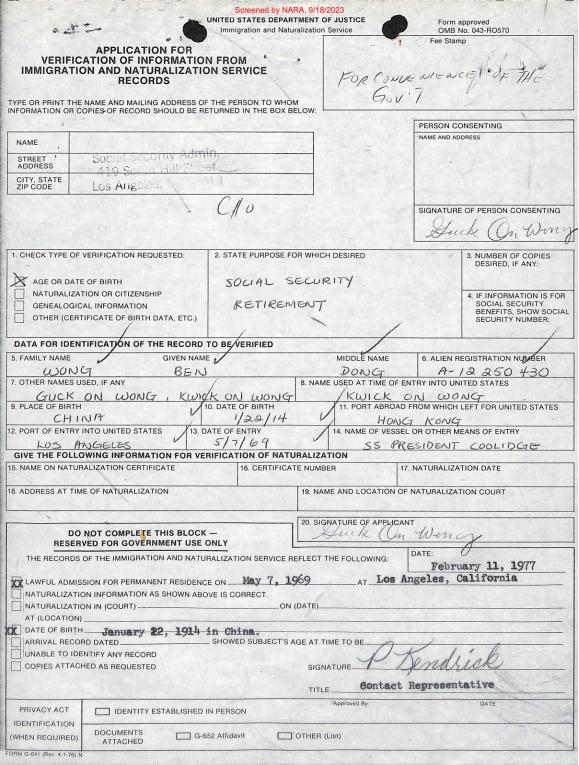 Screened by NARA, 9/18/2023
UNITED STATES DEPARTMENT OF JUSTICE
Immigration and Naturalization Service
Form approved
OMB No. 043-RO570
Fee Stamp
APPLICATION FOR
VERIFICATION OF INFORMATION FROM
IMMIGRATION AND NATURALIZATION SERVICE
RECORDS
FOR CONVENIENCE OF THE
GOV'T
TYPE OR PRINT THE NAME AND MAILING ADDRESS OF THE PERSON TO WHOM
INFORMATION OR COPIES OF RECORD SHOULD BE RETURNED IN THE BOX BELOW:
PERSON CONSENTING
NAME AND ADDRESS
NAME
STREET
ADDRESS
Social Security Admin.
419 Street
CITY, STATE
ZIP CODE
Los Angeles,
SIGNATURE OF PERSON CONSENTING
Guck On Wong
1. CHECK TYPE OF VERIFICATION REQUESTED:
X AGE OR DATE OF BIRTH
NATURALIZATION OR CITIZENSHIP
GENEALOGICAL INFORMATION
OTHER (CERTIFICATE OF BIRTH DATA, ETC.)
2. STATE PURPOSE FOR WHICH DESIRED
SOCIAL SECURITY
RETIREMENT
3. NUMBER OF COPIES
DESIRED, IF ANY:
4. IF INFORMATION IS FOR
SOCIAL SECURITY
BENEFITS, SHOW SOCIAL
SECURITY NUMBER:
DATA FOR IDENTIFICATION OF THE RECORD TO BE VERIFIED
5. FAMILY NAME GIVEN NAME MIDDLE NAME 6. ALIEN REGISTRATION NUMBER
WONG BEN DONG A-12 250 430
7. OTHER NAMES USED, IF ANY 8. NAME USED AT TIME OF ENTRY INTO UNITED STATES
GUCK ON WONG, KWICK ON WONG KWICK ON WONG
9. PLACE OF BIRTH 10. DATE OF BIRTH 11. PORT ABROAD FROM WHICH LEFT FOR UNITED STATES
CHINA 1/22/14 HONG KONG
12. PORT OF ENTRY INTO UNITED STATES 13. DATE OF ENTRY 14. NAME OF VESSEL OR OTHER MEANS OF ENTRY
LOS ANGELES 5/7/69 SS PRESIDENT COOLIDGE
GIVE THE FOLLOWING INFORMATION FOR VERIFICATION OF NATURALIZATION
15. NAME ON NATURALIZATION CERTIFICATE 16. CERTIFICATE NUMBER 17. NATURALIZATION DATE
18. ADDRESS AT TIME OF NATURALIZATION 19. NAME AND LOCATION OF NATURALIZATION COURT
DO NOT COMPLETE THIS BLOCK —
RESERVED FOR GOVERNMENT USE ONLY
20. SIGNATURE OF APPLICANT
Guck On Wong
THE RECORDS OF THE IMMIGRATION AND NATURALIZATION SERVICE REFLECT THE FOLLOWING:
DATE:
February 11, 1977
XX LAWFUL ADMISSION FOR PERMANENT RESIDENCE ON May 7, 1969 AT Los Angeles, California
NATURALIZATION INFORMATION AS SHOWN ABOVE IS CORRECT.
NATURALIZATION IN (COURT) ON (DATE)
AT (LOCATION)
XX DATE OF BIRTH January 22, 1914 in China.
ARRIVAL RECORD DATED SHOWED SUBJECT'S AGE AT TIME TO BE
UNABLE TO IDENTIFY ANY RECORD
COPIES ATTACHED AS REQUESTED
SIGNATURE P Kendrick
TITLE Contact Representative
Approved By: DATE
PRIVACY ACT
IDENTIFICATION
(WHEN REQUIRED)
IDENTITY ESTABLISHED IN PERSON
DOCUMENTS
ATTACHED
G-652 Affidavit OTHER (LIST)
FORM G-641 (Rev. 4-1-76) N